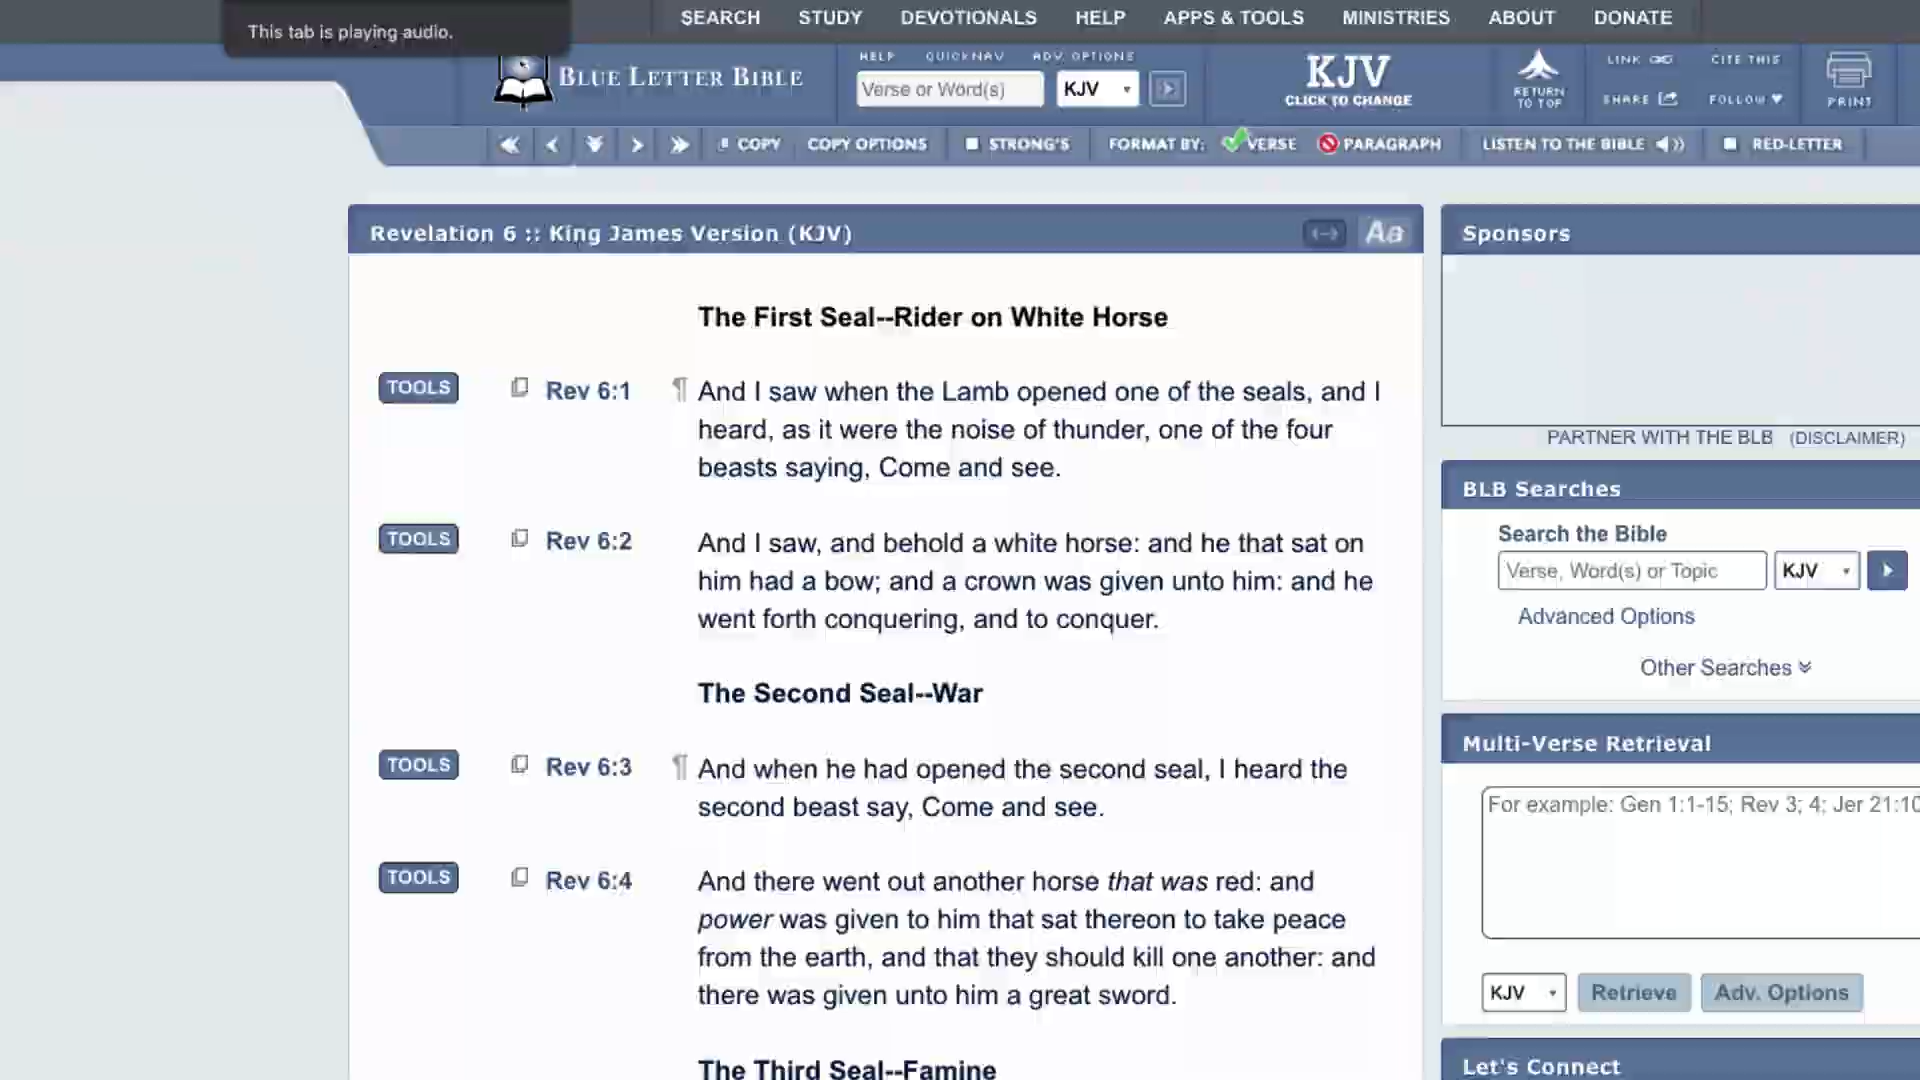 This tab is playing audio.
SEARCH STUDY DEVOTIONALS HELP APPS & TOOLS MINISTRIES ABOUT DONATE
BLUE LETTER BIBLE
HELP QUICKNAV ADV. OPTIONS
Verse or Word(s) KJV
KJV
CLICK TO CHANGE
RETURN
TO TOP
LINK CITE THIS
SHARE FOLLOW
PRINT
COPY COPY OPTIONS STRONG'S FORMAT BY: VERSE PARAGRAPH LISTEN TO THE BIBLE RED-LETTER
Revelation 6 :: King James Version (KJV)
Aa
The First Seal--Rider on White Horse
TOOLS Rev 6:1 ¶ And I saw when the Lamb opened one of the seals, and I
heard, as it were the noise of thunder, one of the four
beasts saying, Come and see.
TOOLS Rev 6:2 And I saw, and behold a white horse: and he that sat on
him had a bow; and a crown was given unto him: and he
went forth conquering, and to conquer.
The Second Seal--War
TOOLS Rev 6:3 ¶ And when he had opened the second seal, I heard the
second beast say, Come and see.
TOOLS Rev 6:4 And there went out another horse that was red: and
power was given to him that sat thereon to take peace
from the earth, and that they should kill one another: and
there was given unto him a great sword.
The Third Seal--Famine
Sponsors
PARTNER WITH THE BLB (DISCLAIMER)
BLB Searches
Search the Bible
Verse, Word(s) or Topic KJV
Advanced Options
Other Searches
Multi-Verse Retrieval
For example: Gen 1:1-15; Rev 3; 4; Jer 21:10
KJV Retrieve Adv. Options
Let's Connect